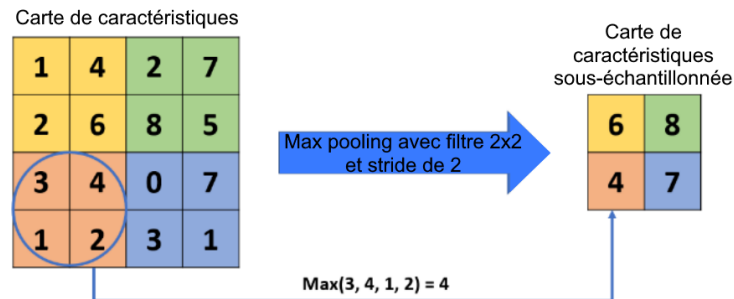 Carte de caractéristiques
1 4 2 7
2 6 8 5
3 4 0 7
1 2 3 1
Max pooling avec filtre 2x2
et stride de 2
Carte de
caractéristiques
sous-échantillonnée
6 8
4 7
Max(3, 4, 1, 2) = 4